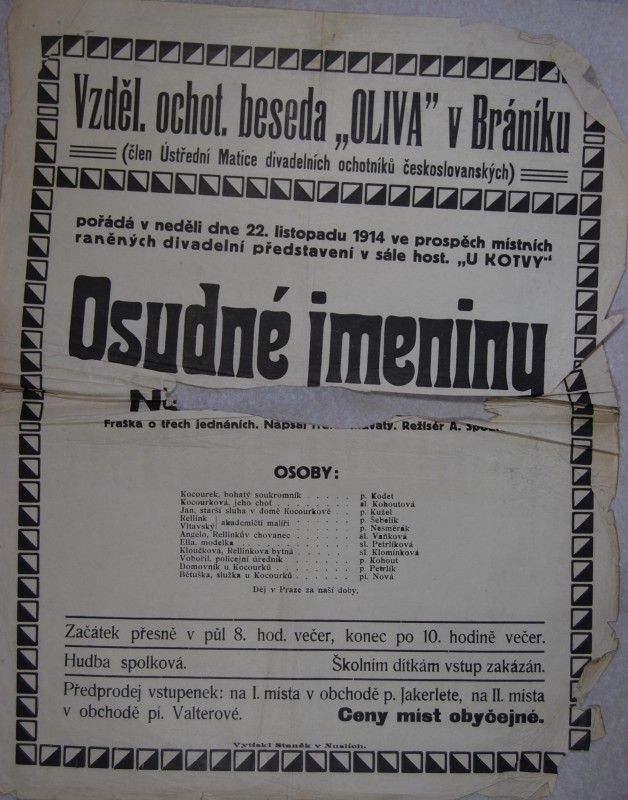 Vzděl. ochot. beseda „OLIVA” v Bráníku
(člen Ústřední Matice divadelních ochotníků českoslovanských)
pořádá v neděli dne 22. listopadu 1914 ve prospěch místních
raněných divadelní představení v sále host. „U KOTVY“
Osudné jmeniny
Fraška o třech jednáních. Napsal Režisér A.
OSOBY:
Kocourek, bohatý soukromník . . . . . p. Kodet
Kocourková, jeho choť . . . . . . sl. Kohoutová
Jan, starší sluha v domě Kocourkově . . p. Kužel
Rellink } akademičtí malíři . . . . . p. Šebelík
Vltavský p. Nesměrák
Angelo, Rellinkův chovanec . . . . . sl. Vaňková
Ella, modelka . . . . . . . . . sl. Petrlíková
Kloučková, Rellinkova bytná . . . . . sl. Klomínková
Vobořil, policejní úředník . . . . . p. Kohout
Domovník u Kocourků . . . . . . p. Petrlík
Bětuška, služka u Kocourků . . . . . pí. Nová
Děj v Praze za naší doby.
Začátek přesně v půl 8. hod. večer, konec po 10. hodině večer.
Hudba spolková. Školním dítkám vstup zakázán.
Předprodej vstupenek: na I. místa v obchodě p. Jakerlete, na II. místa
v obchodě pí. Valterové. Ceny míst obyčejné.
Vytiskl Staněk v Nuslích.